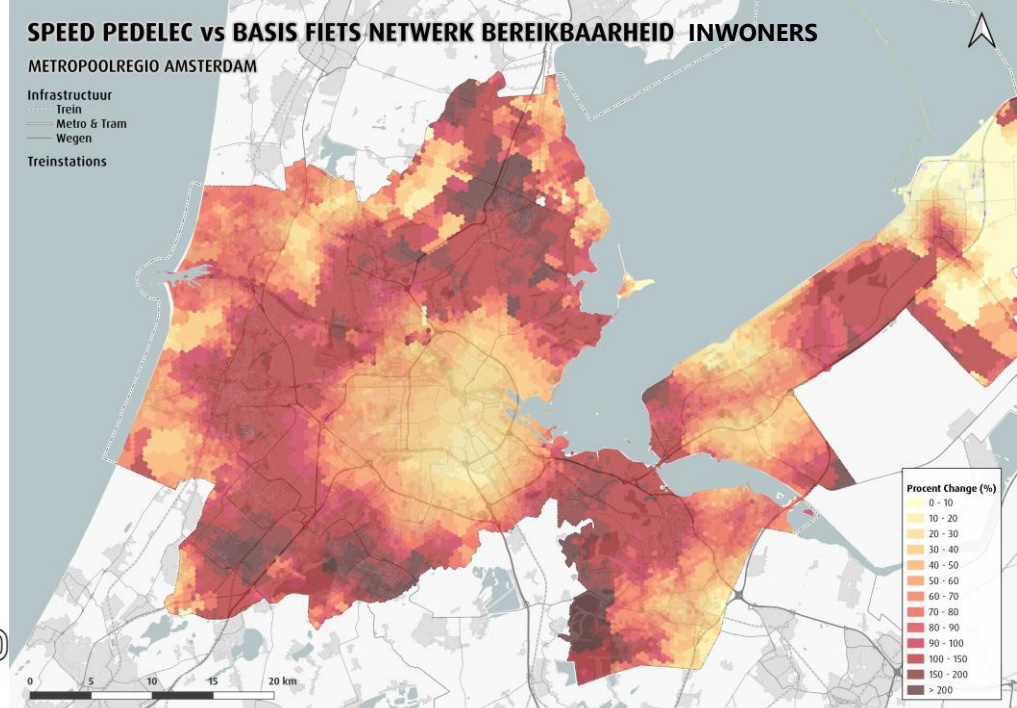 SPEED PEDELEC vs BASIS FIETS NETWERK BEREIKBAARHEID INWONERS
METROPOOLREGIO AMSTERDAM
Infrastructuur
Trein
Metro & Tram
Wegen
Treinstations
Procent Change (%)
0 - 10
10 - 20
20 - 30
30 - 40
40 - 50
50 - 60
60 - 70
70 - 80
80 - 90
90 - 100
100 - 150
150 - 200
> 200
0 5 10 15 20 km